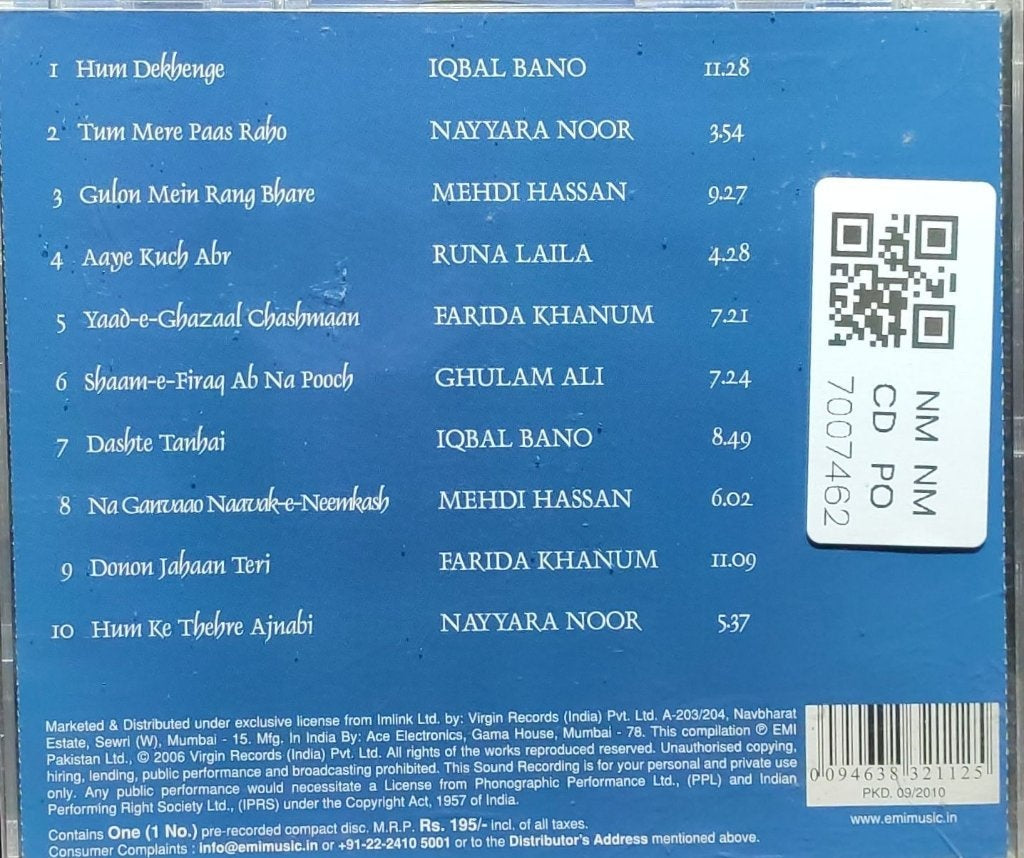 1 Hum Dekhenge IQBAL BANO 11.28
2 Tum Mere Paas Raho NAYYARA NOOR 3.54
3 Gulon Mein Rang Bhare MEHDI HASSAN 9.27
4 Aaye Kuch Abr RUNA LAILA 4.28
5 Yaad-e-Ghazaal Chashmaan FARIDA KHANUM 7.21
6 Shaam-e-Firaq Ab Na Pooch GHULAM ALI 7.24
7 Dashte Tanhai IQBAL BANO 8.49
8 Na Ganvaao Naavak-e-Neemkash MEHDI HASSAN 6.02
9 Donon Jahaan Teri FARIDA KHANUM 11.09
10 Hum Ke Thehre Ajnabi NAYYARA NOOR 5.37
NM NM
CD PO
7007462
Marketed & Distributed under exclusive license from Imlink Ltd. by: Virgin Records (India) Pvt. Ltd. A-203/204, Navbharat
Estate, Sewri (W), Mumbai - 15. Mfg. In India By: Ace Electronics, Gama House, Mumbai - 78. This compilation ℗ EMI
Pakistan Ltd., © 2006 Virgin Records (India) Pvt. Ltd. All rights of the works reproduced reserved. Unauthorised copying,
hiring, lending, public performance and broadcasting prohibited. This Sound Recording is for your personal and private use
only. Any public performance would necessitate a License from Phonographic Performance Ltd., (PPL) and Indian
Performing Right Society Ltd., (IPRS) under the Copyright Act, 1957 of India.
Contains One (1 No.) pre-recorded compact disc. M.R.P. Rs. 195/- incl. of all taxes.
Consumer Complaints : info@emimusic.in or +91-22-2410 5001 or to the Distributor's Address mentioned above.
0 094638 321125
PKD. 09/2010
www.emimusic.in